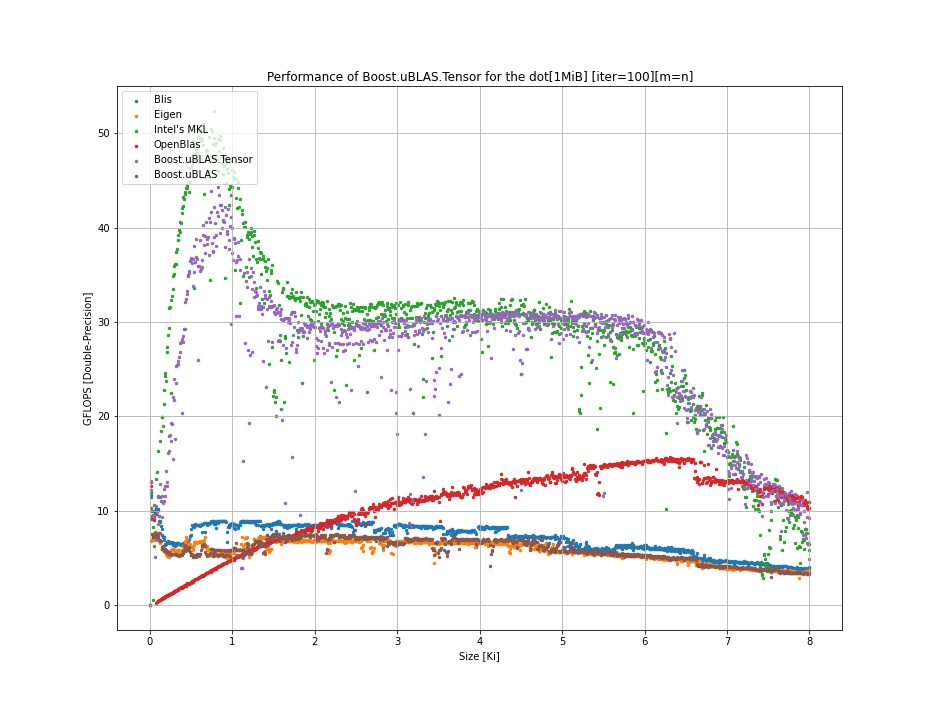 Performance of Boost.uBLAS.Tensor for the dot[1MiB] [iter=100][m=n]
Blis
Eigen
Intel's MKL
OpenBlas
Boost.uBLAS.Tensor
Boost.uBLAS
50
40
30
20
10
0
GFLOPS [Double-Precision]
0 1 2 3 4 5 6 7 8
Size [Ki]